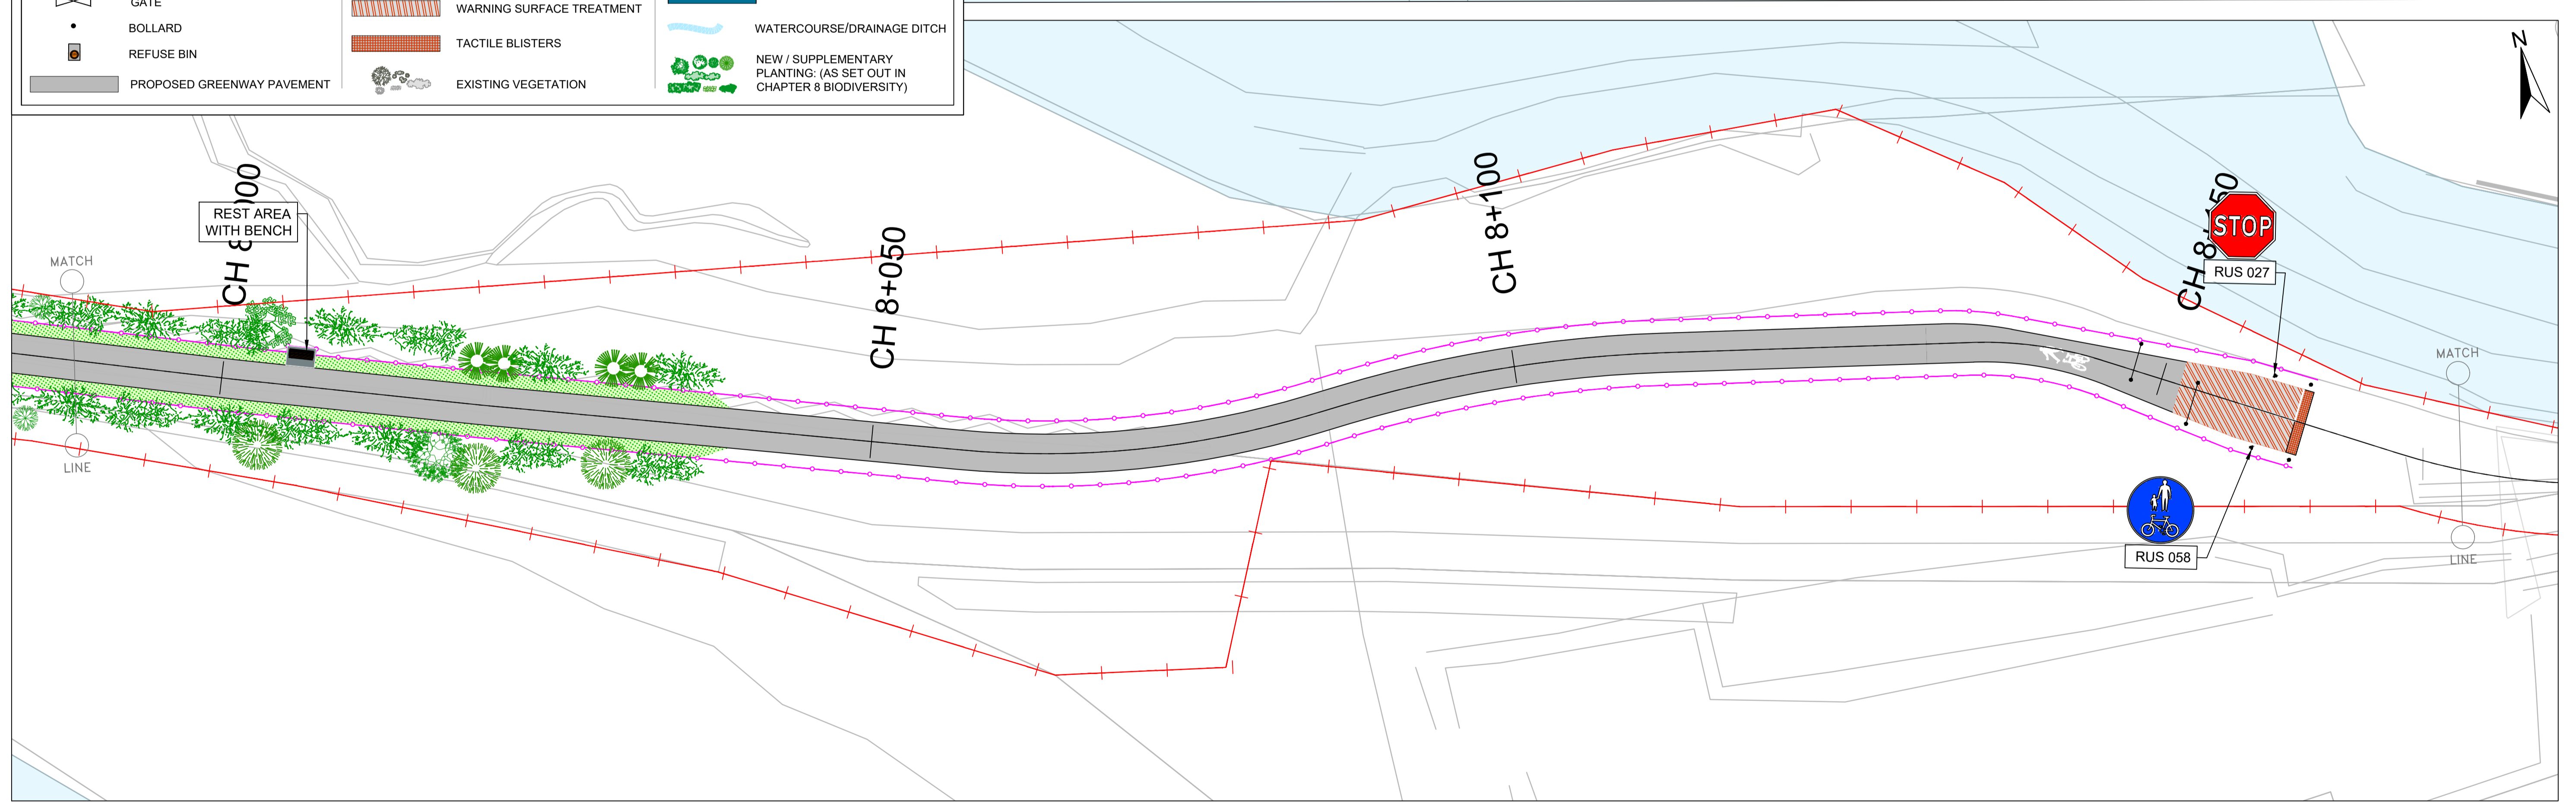 GATE
BOLLARD
REFUSE BIN
PROPOSED GREENWAY PAVEMENT
WARNING SURFACE TREATMENT
TACTILE BLISTERS
EXISTING VEGETATION
WATERCOURSE/DRAINAGE DITCH
NEW / SUPPLEMENTARY
PLANTING: (AS SET OUT IN
CHAPTER 8 BIODIVERSITY)
N
REST AREA
WITH BENCH
MATCH
LINE
CH 8+050
CH 8+100
STOP
RUS 027
RUS 058
MATCH
LINE